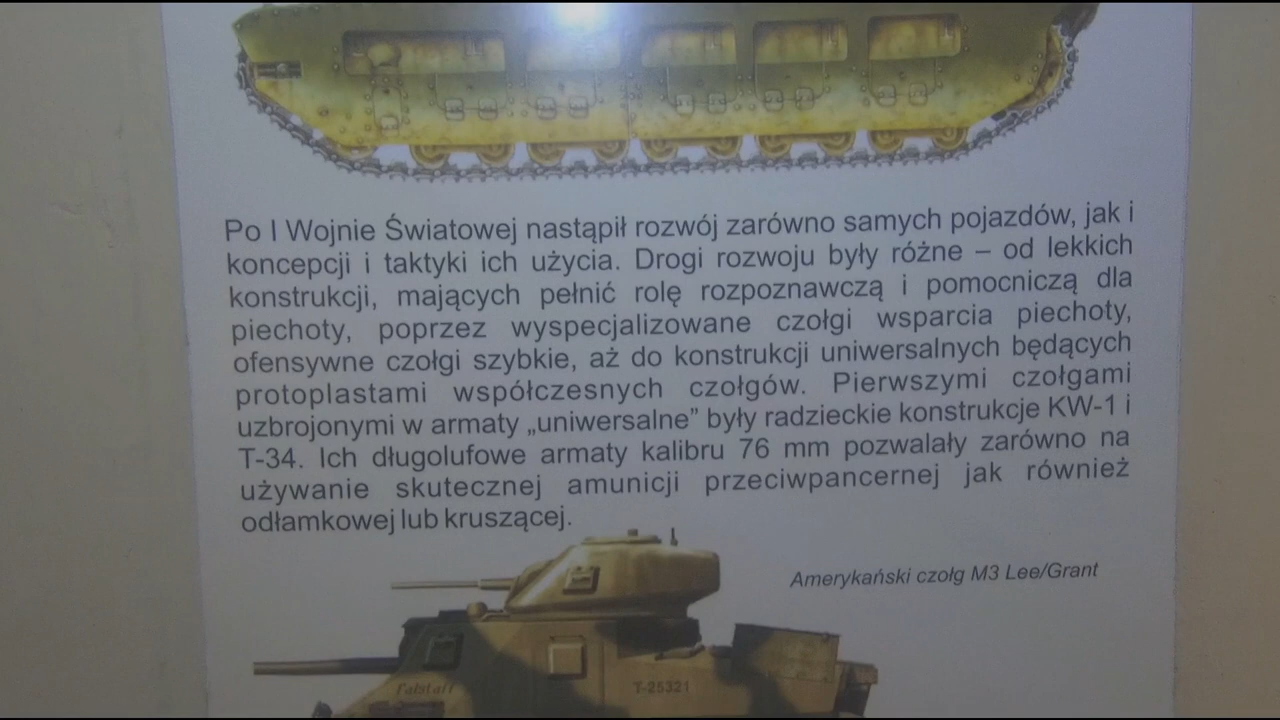 Po I Wojnie Światowej nastąpił rozwój zarówno samych pojazdów, jak i
koncepcji i taktyki ich użycia. Drogi rozwoju były różne – od lekkich
konstrukcji, mających pełnić rolę rozpoznawczą i pomocniczą dla
piechoty, poprzez wyspecjalizowane czołgi wsparcia piechoty,
ofensywne czołgi szybkie, aż do konstrukcji uniwersalnych będących
protoplastami współczesnych czołgów. Pierwszymi czołgami
uzbrojonymi w armaty „uniwersalne” były radzieckie konstrukcje KW-1 i
T-34. Ich długolufowe armaty kalibru 76 mm pozwalały zarówno na
używanie skutecznej amunicji przeciwpancernej jak również
odłamkowej lub kruszącej.
Amerykański czołg M3 Lee/Grant
Falstaff
T-25321